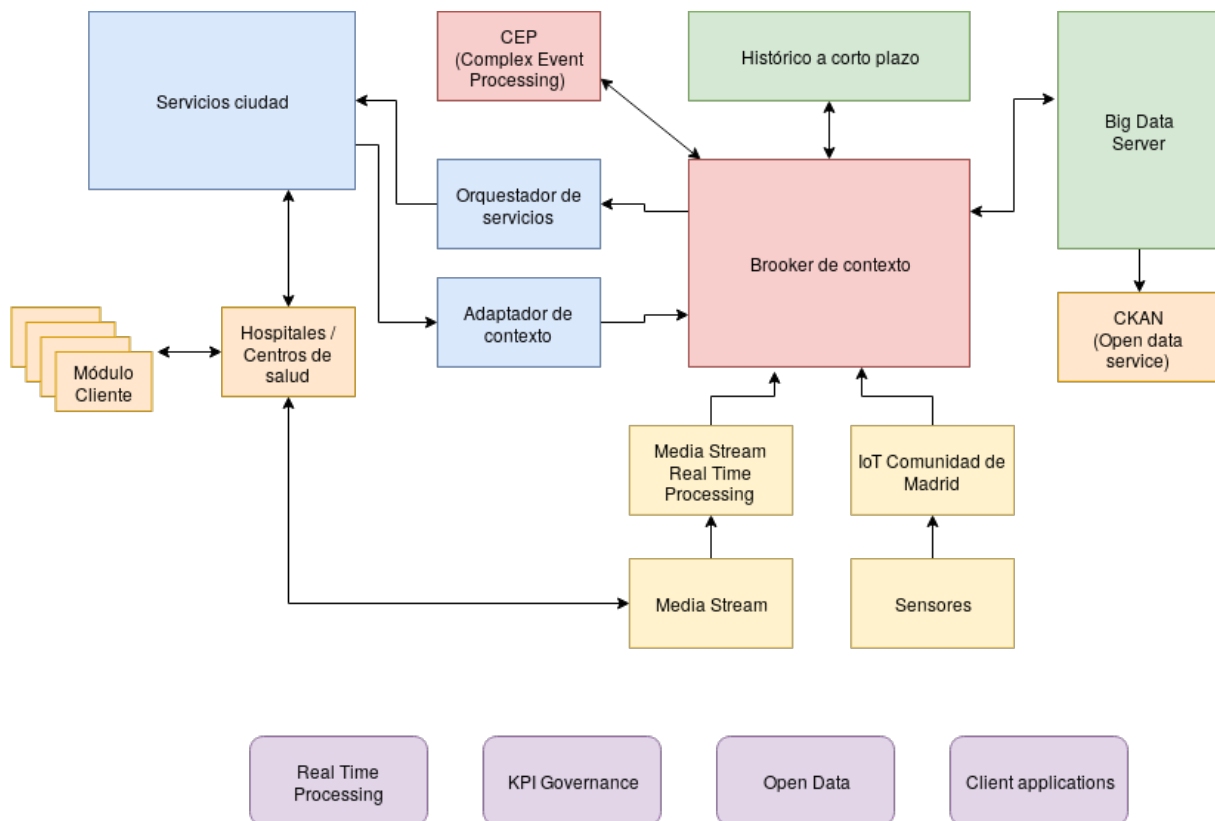 Servicios ciudad
CEP
(Complex Event
Processing)
Histórico a corto plazo
Big Data
Server
Orquestador de
servicios
Brooker de contexto
Adaptador de
contexto
CKAN
(Open data
service)
Hospitales /
Centros de
salud
Módulo
Cliente
Media Stream
Real Time
Processing
IoT Comunidad de
Madrid
Media Stream
Sensores
Real Time
Processing
KPI Governance
Open Data
Client applications